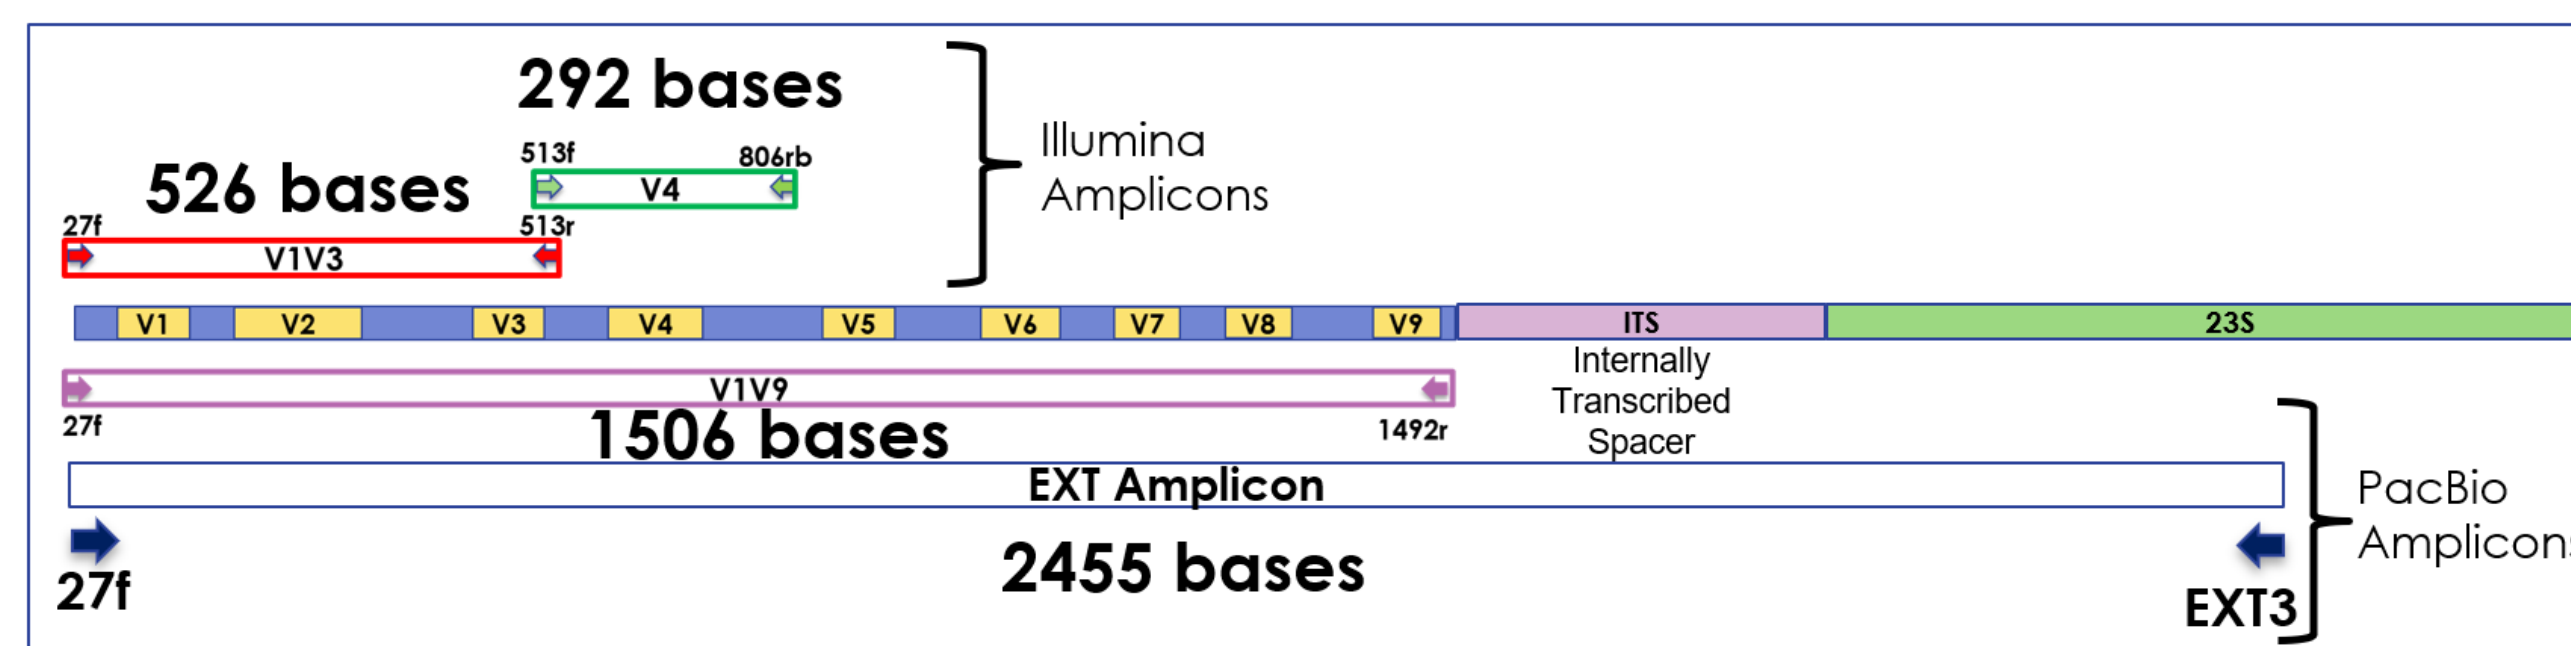 292 bases
Illumina
Amplicons
513f
806rb
V4
526 bases
27f
513r
V1V3
V1 V2 V3 V4 V5 V6 V7 V8 V9 ITS 23S
Internally
Transcribed
Spacer
V1V9
27f
1492r
1506 bases
EXT Amplicon
PacBio
Amplicons
2455 bases
27f
EXT3